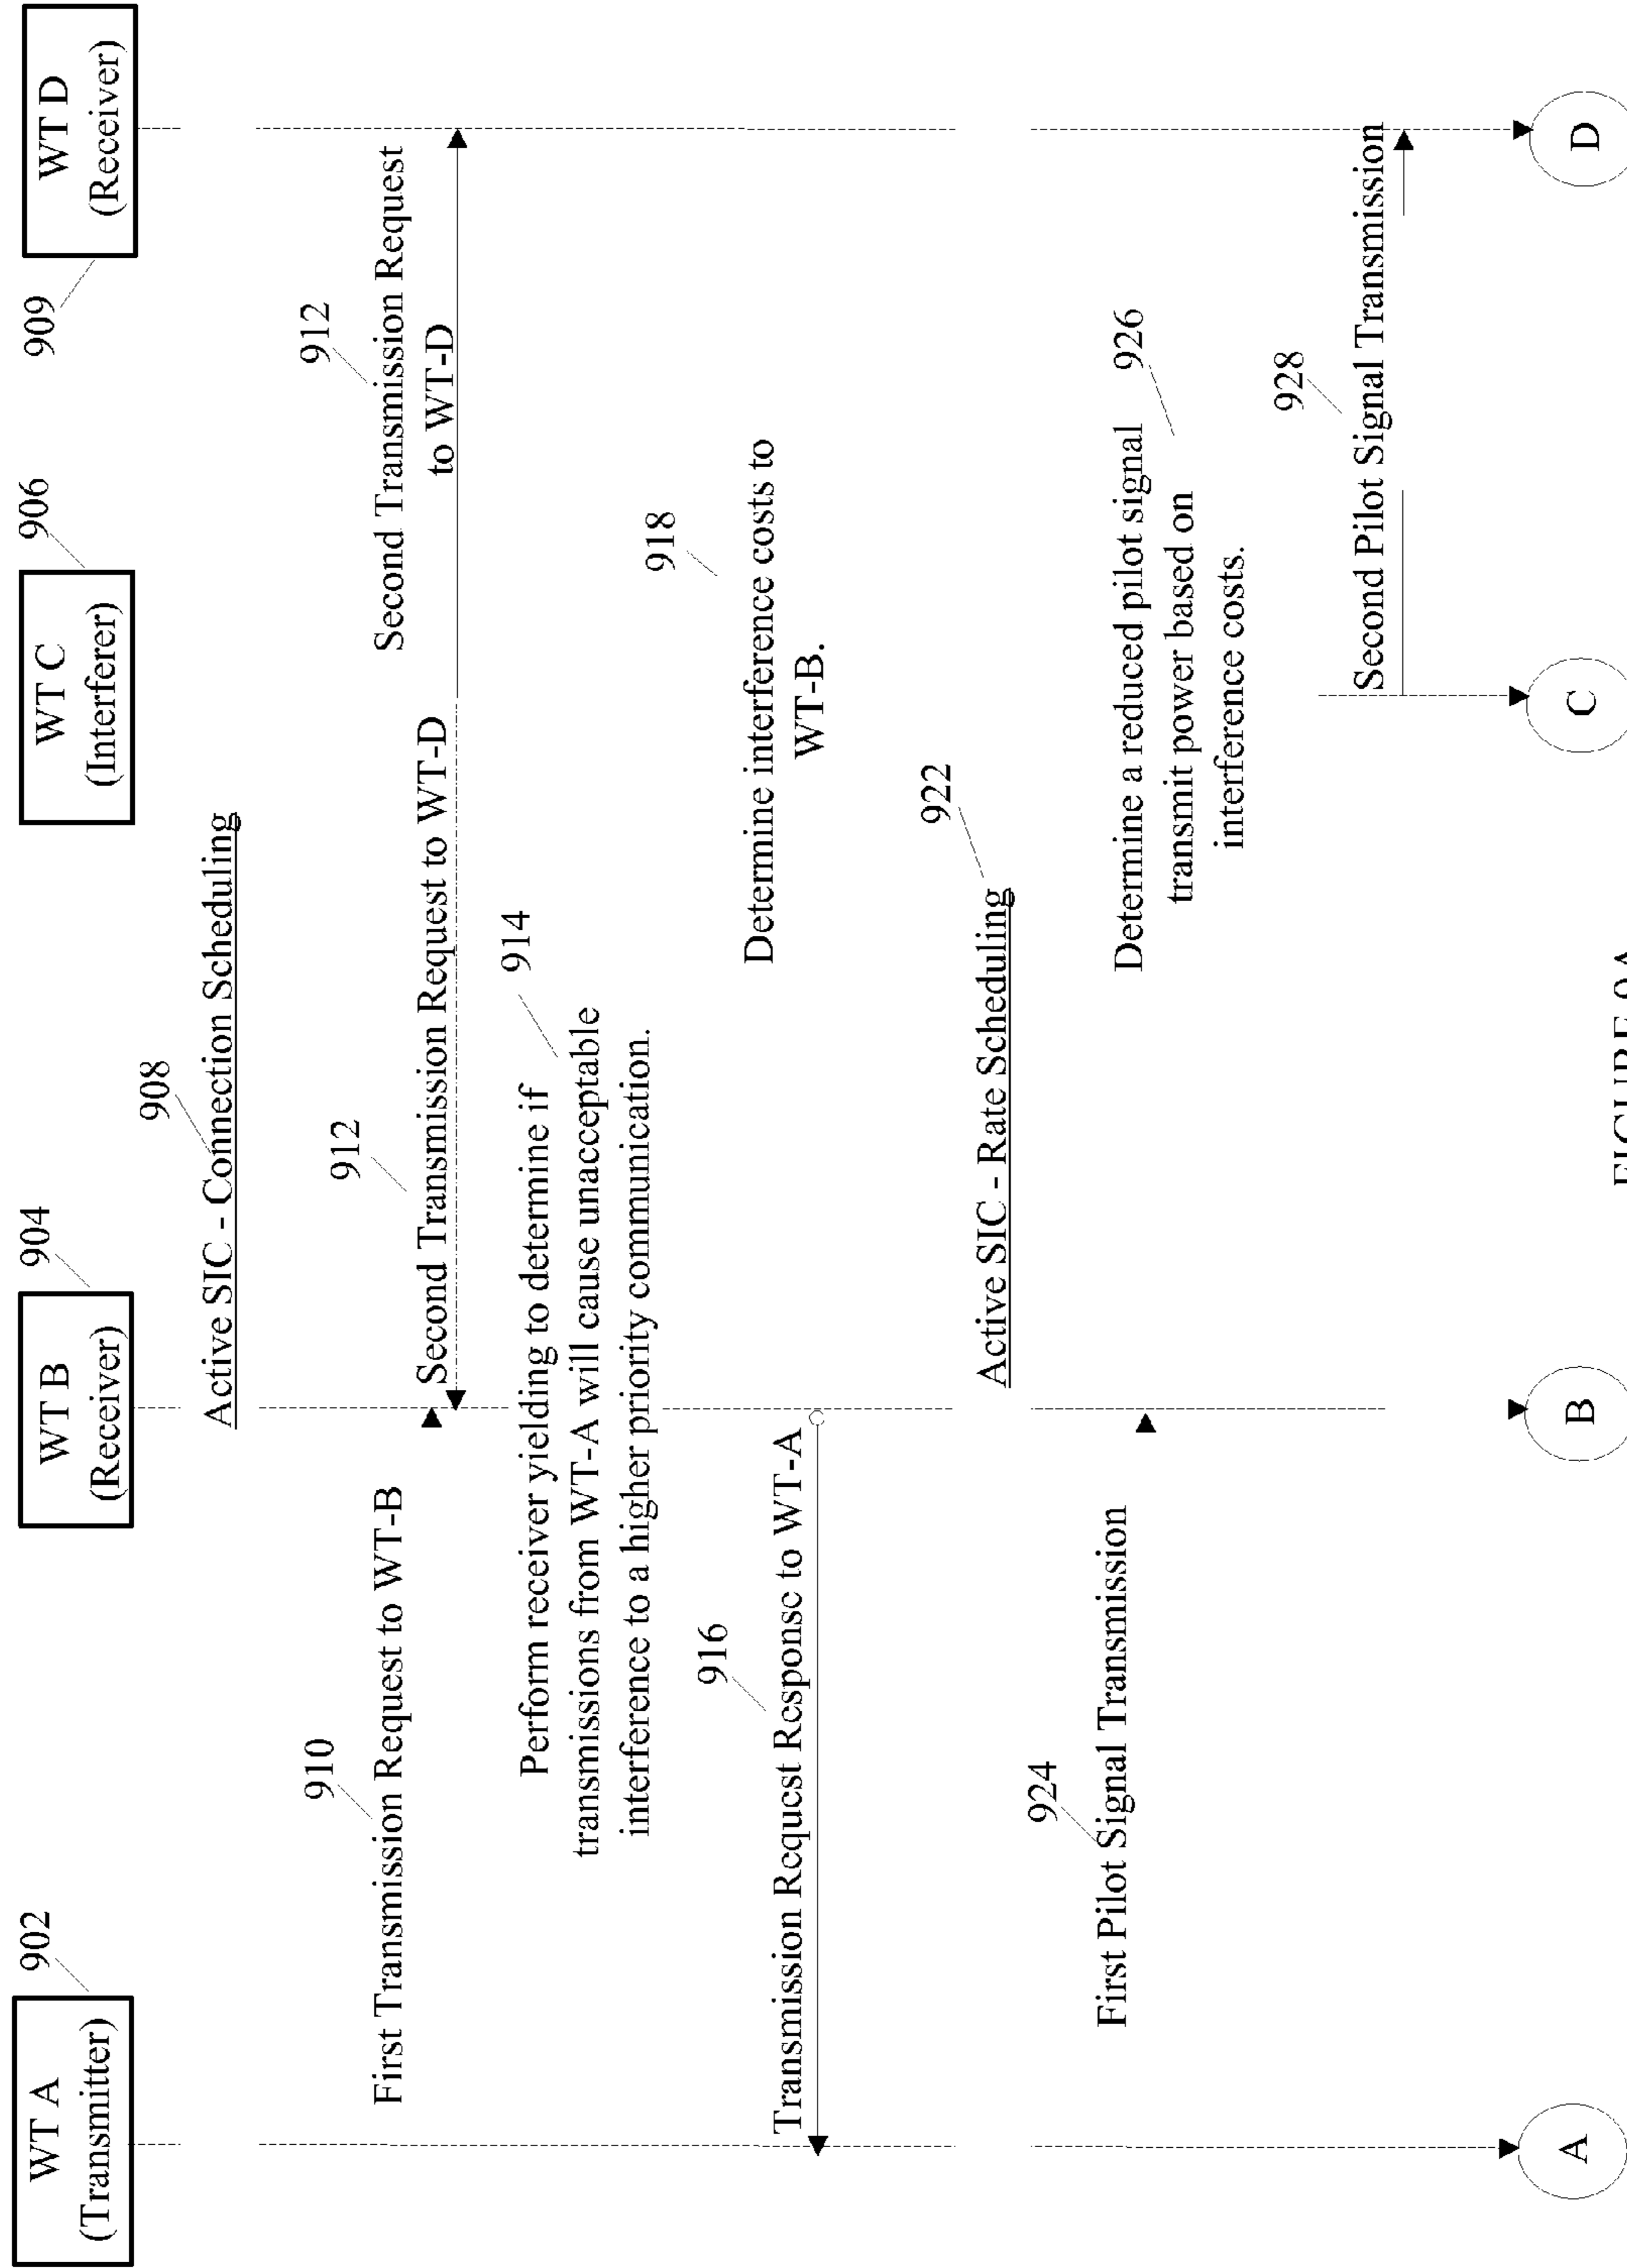 902
WT A
(Transmitter)
904
WT B
(Receiver)
906
WT C
(Interferer)
909
WT D
(Receiver)
908
Active SIC - Connection Scheduling
910
First Transmission Request to WT-B
912
Second Transmission Request to WT-D
912
Second Transmission Request
to WT-D
914
Perform receiver yielding to determine if
transmissions from WT-A will cause unacceptable
interference to a higher priority communication.
916
Transmission Request Response to WT-A
918
Determine interference costs to
WT-B.
922
Active SIC - Rate Scheduling
924
First Pilot Signal Transmission
926
Determine a reduced pilot signal
transmit power based on
interference costs.
928
Second Pilot Signal Transmission
A
B
C
D
FIGURE 9A